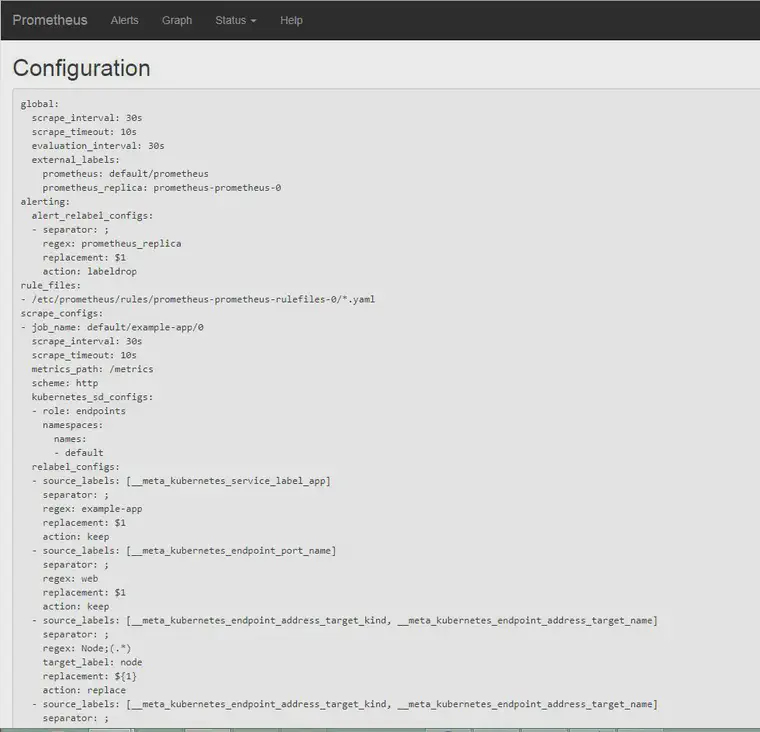 Prometheus Alerts Graph Status Help
Configuration
global:
  scrape_interval: 30s
  scrape_timeout: 10s
  evaluation_interval: 30s
  external_labels:
    prometheus: default/prometheus
    prometheus_replica: prometheus-prometheus-0
alerting:
  alert_relabel_configs:
  - separator: ;
    regex: prometheus_replica
    replacement: $1
    action: labeldrop
rule_files:
- /etc/prometheus/rules/prometheus-prometheus-rulefiles-0/*.yaml
scrape_configs:
- job_name: default/example-app/0
  scrape_interval: 30s
  scrape_timeout: 10s
  metrics_path: /metrics
  scheme: http
  kubernetes_sd_configs:
  - role: endpoints
    namespaces:
      names:
      - default
  relabel_configs:
  - source_labels: [__meta_kubernetes_service_label_app]
    separator: ;
    regex: example-app
    replacement: $1
    action: keep
  - source_labels: [__meta_kubernetes_endpoint_port_name]
    separator: ;
    regex: web
    replacement: $1
    action: keep
  - source_labels: [__meta_kubernetes_endpoint_address_target_kind, __meta_kubernetes_endpoint_address_target_name]
    separator: ;
    regex: Node;(.*)
    target_label: node
    replacement: ${1}
    action: replace
  - source_labels: [__meta_kubernetes_endpoint_address_target_kind, __meta_kubernetes_endpoint_address_target_name]
    separator: ;